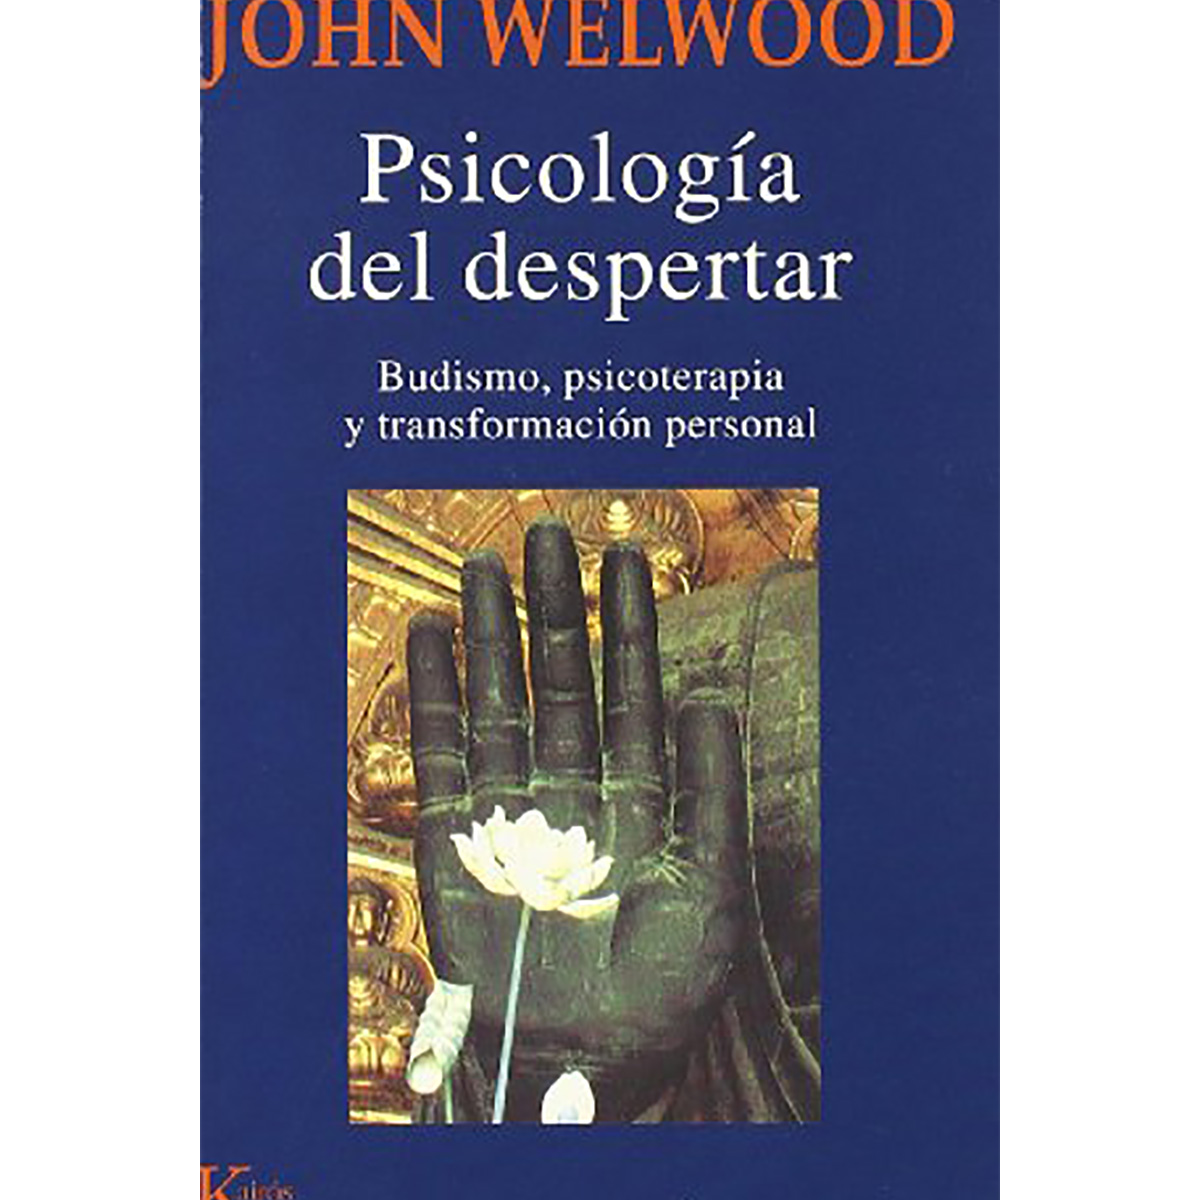 JOHN WELWOOD
Psicología
del despertar
Budismo, psicoterapia
y transformación personal
Kairós